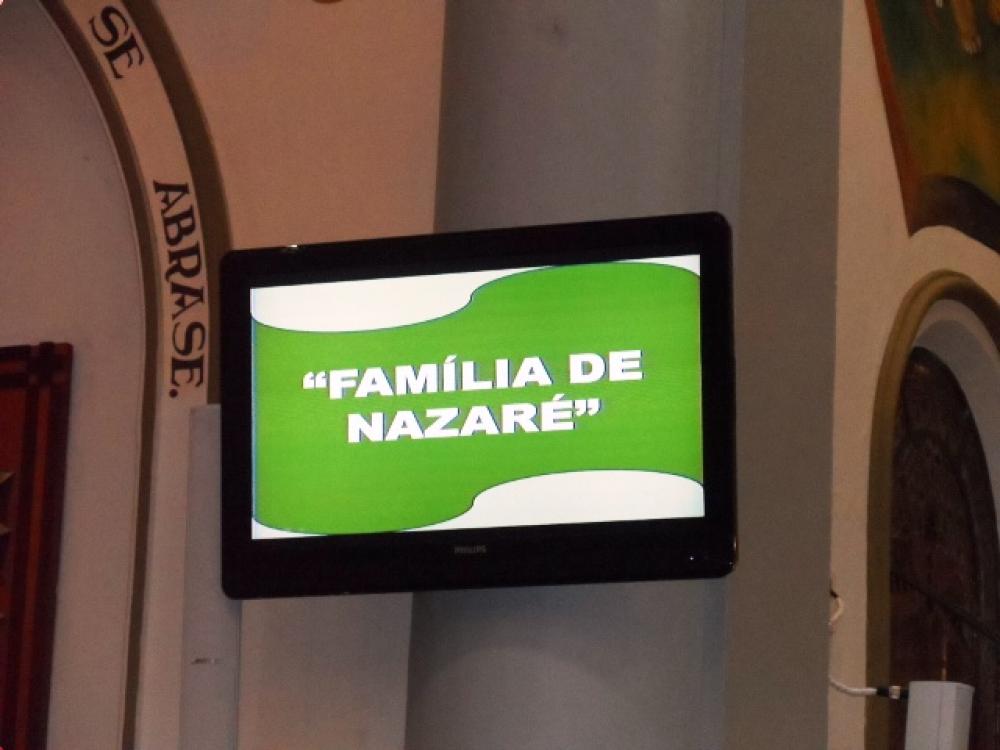 SE ABRASE.
“FAMÍLIA DE
NAZARÉ”
PHILIPS